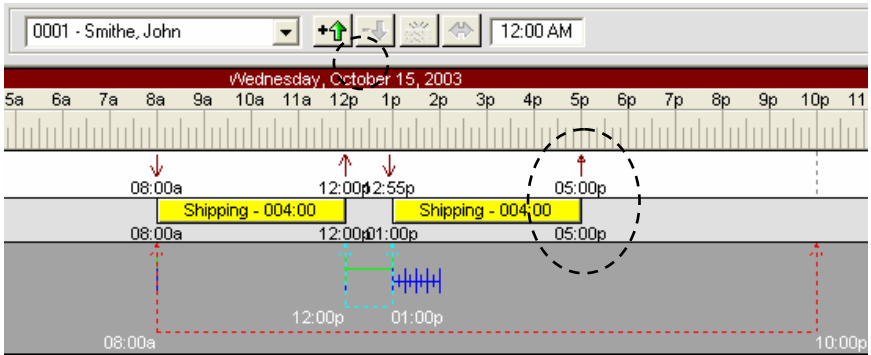 0001 - Smithe, John 12:00 AM
Wednesday, October 15, 2003
5a 6a 7a 8a 9a 10a 11a 12p 1p 2p 3p 4p 5p 6p 7p 8p 9p 10p 11
08:00a 12:00p 12:55p 05:00p
Shipping - 004:00 Shipping - 004:00
08:00a 12:00p 01:00p 05:00p
12:00p 01:00p
08:00a 10:00p